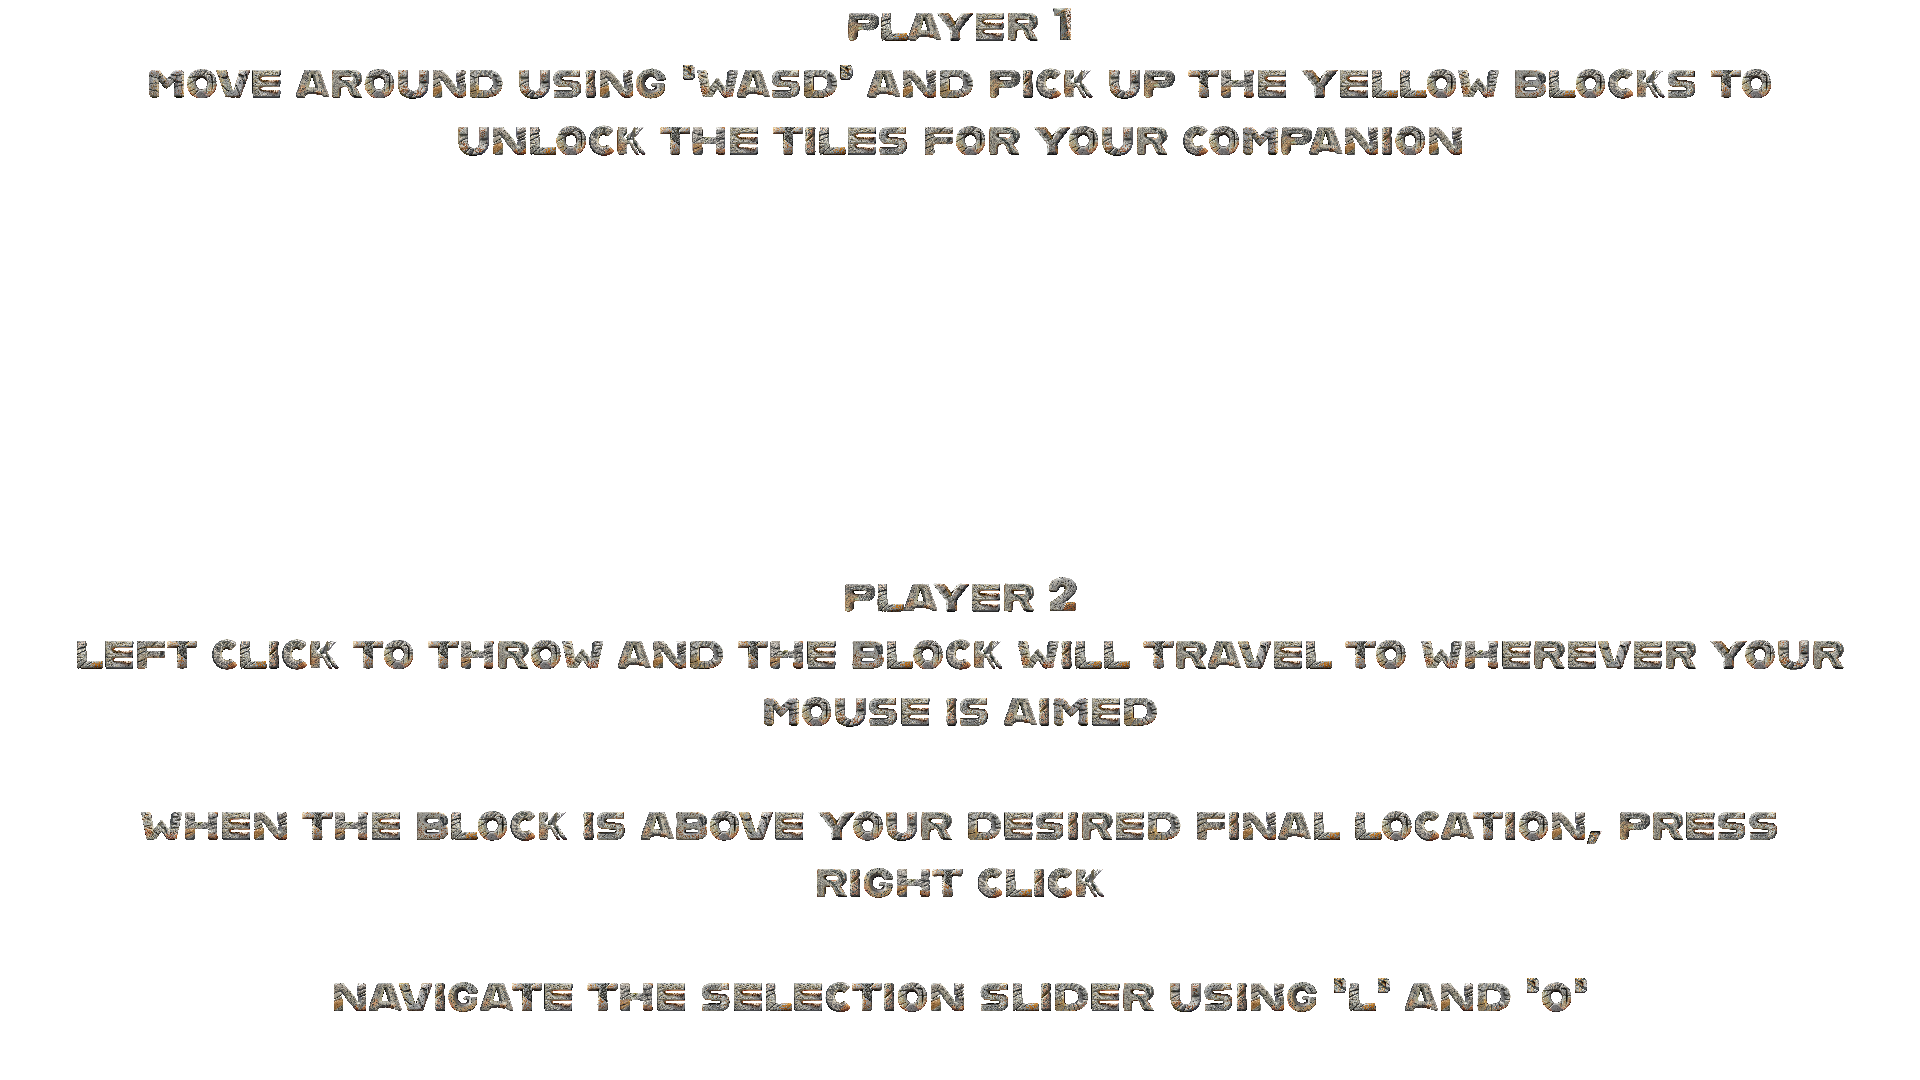 PLAYER 1
MOVE AROUND USING 'WASD' AND PICK UP THE YELLOW BLOCKS TO
UNLOCK THE TILES FOR YOUR COMPANION
PLAYER 2
LEFT CLICK TO THROW AND THE BLOCK WILL TRAVEL TO WHEREVER YOUR
MOUSE IS AIMED
WHEN THE BLOCK IS ABOVE YOUR DESIRED FINAL LOCATION, PRESS
RIGHT CLICK
NAVIGATE THE SELECTION SLIDER USING 'L' AND 'O'